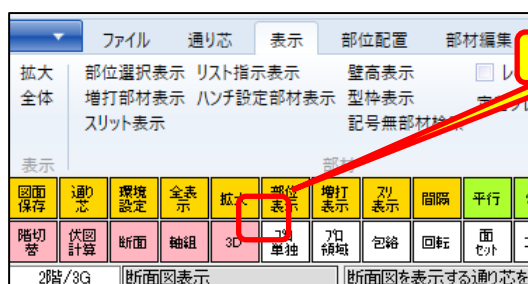 ファイル 通り芯 表示 部位配置 部材編集
拡大 部位選択表示 リスト指示表示 壁高表示
全体 増打部材表示 ハンチ設定部材表示 型枠表示
スリット表示 記号無部材検索
表示 部材
図面保存 通り芯 環境設定 全表示 拡大 部位表示 増打表示 スリ表示 間隔 平行
階切替 伏図計算 断面 軸組 3D ﾌﾞﾛ単独 ﾌﾞﾛ領域 包絡 回転 面ｾｯﾄ
2階/3G 断面図表示 断面図を表示する通り芯を